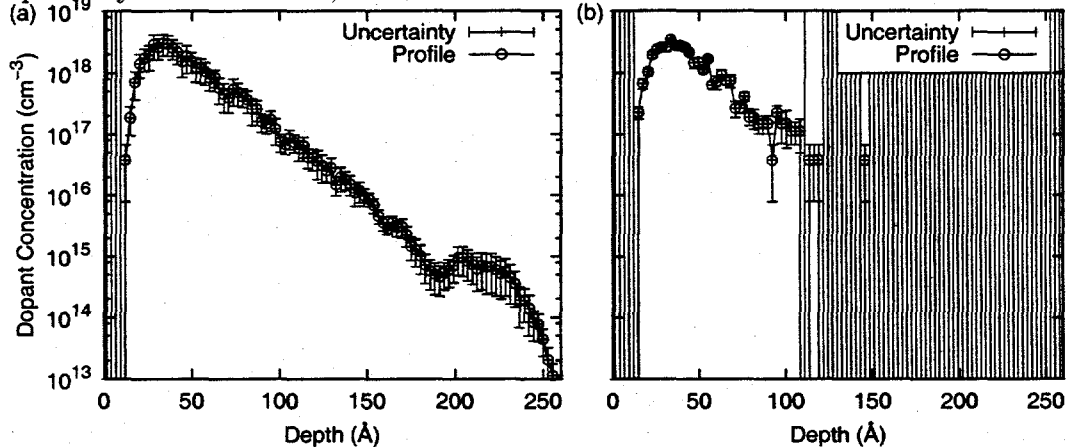 (a)
Uncertainty
Profile
Dopant Concentration (cm⁻³)
10¹⁹
10¹⁸
10¹⁷
10¹⁶
10¹⁵
10¹⁴
10¹³
0 50 100 150 200 250
Depth (Å)
(b)
Uncertainty
Profile
0 50 100 150 200 250
Depth (Å)